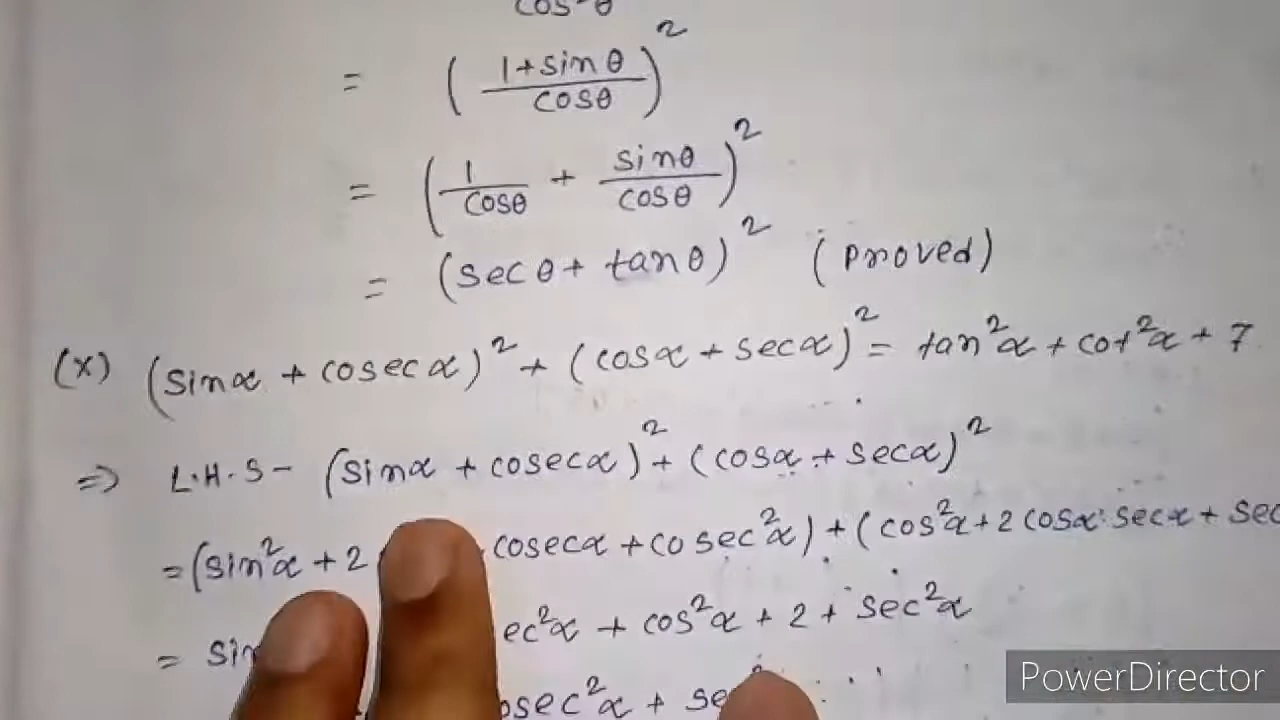 cos²θ
= (1+sinθ/cosθ)²
= (1/cosθ + sinθ/cosθ)²
= (secθ + tanθ)² (Proved)
(x) (sinα + cosecα)² + (cosα + secα)² = tan²α + cot²α + 7
⇒ L.H.S - (sinα + cosecα)² + (cosα + secα)²
= (sin²α + 2 cosecα + cosec²α) + (cos²α + 2 cosα. secα + sec
= sin ec²α + cos²α + 2 + sec²α
osec²α + se
PowerDirector